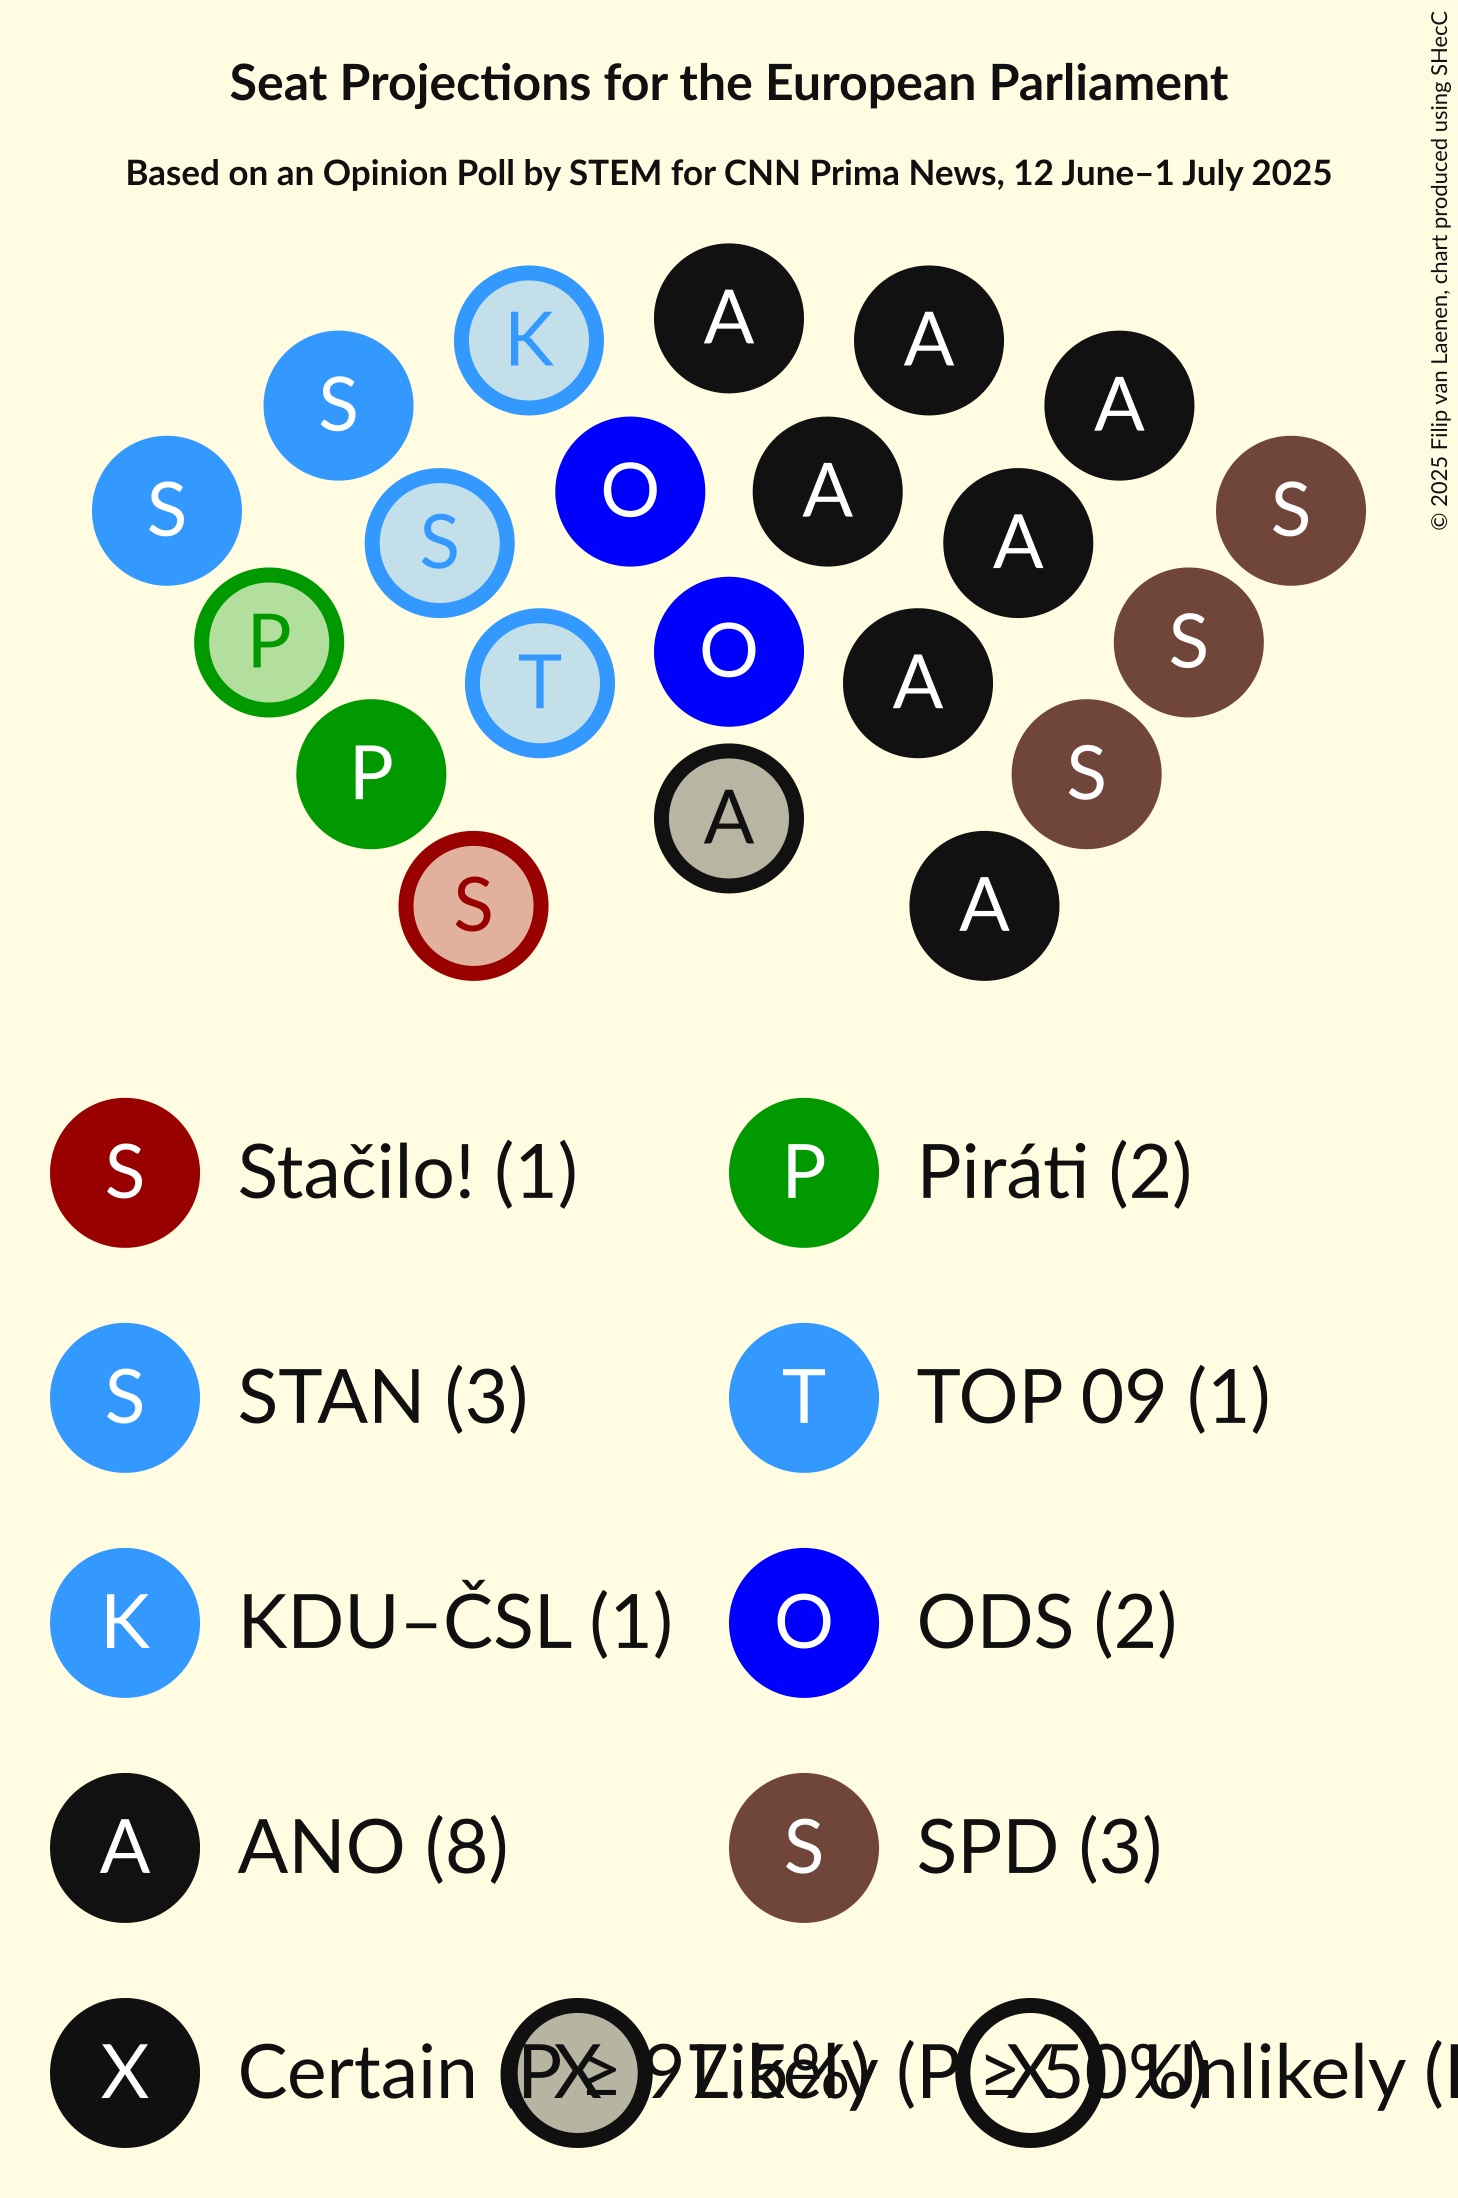 Seat Projections for the European Parliament
Based on an Opinion Poll by STEM for CNN Prima News, 12 June–1 July 2025
© 2025 Filip van Laenen, chart produced using SHecC
A
K A
S A
O A
S S
S A
P S
O
T A
P S
A
S A
S Stačilo! (1) P Piráti (2)
S STAN (3) T TOP 09 (1)
K KDU–ČSL (1) O ODS (2)
A ANO (8) S SPD (3)
X Certain (P ≥ 97.5%) X Likely (P ≥ 50%) X Unlikely (